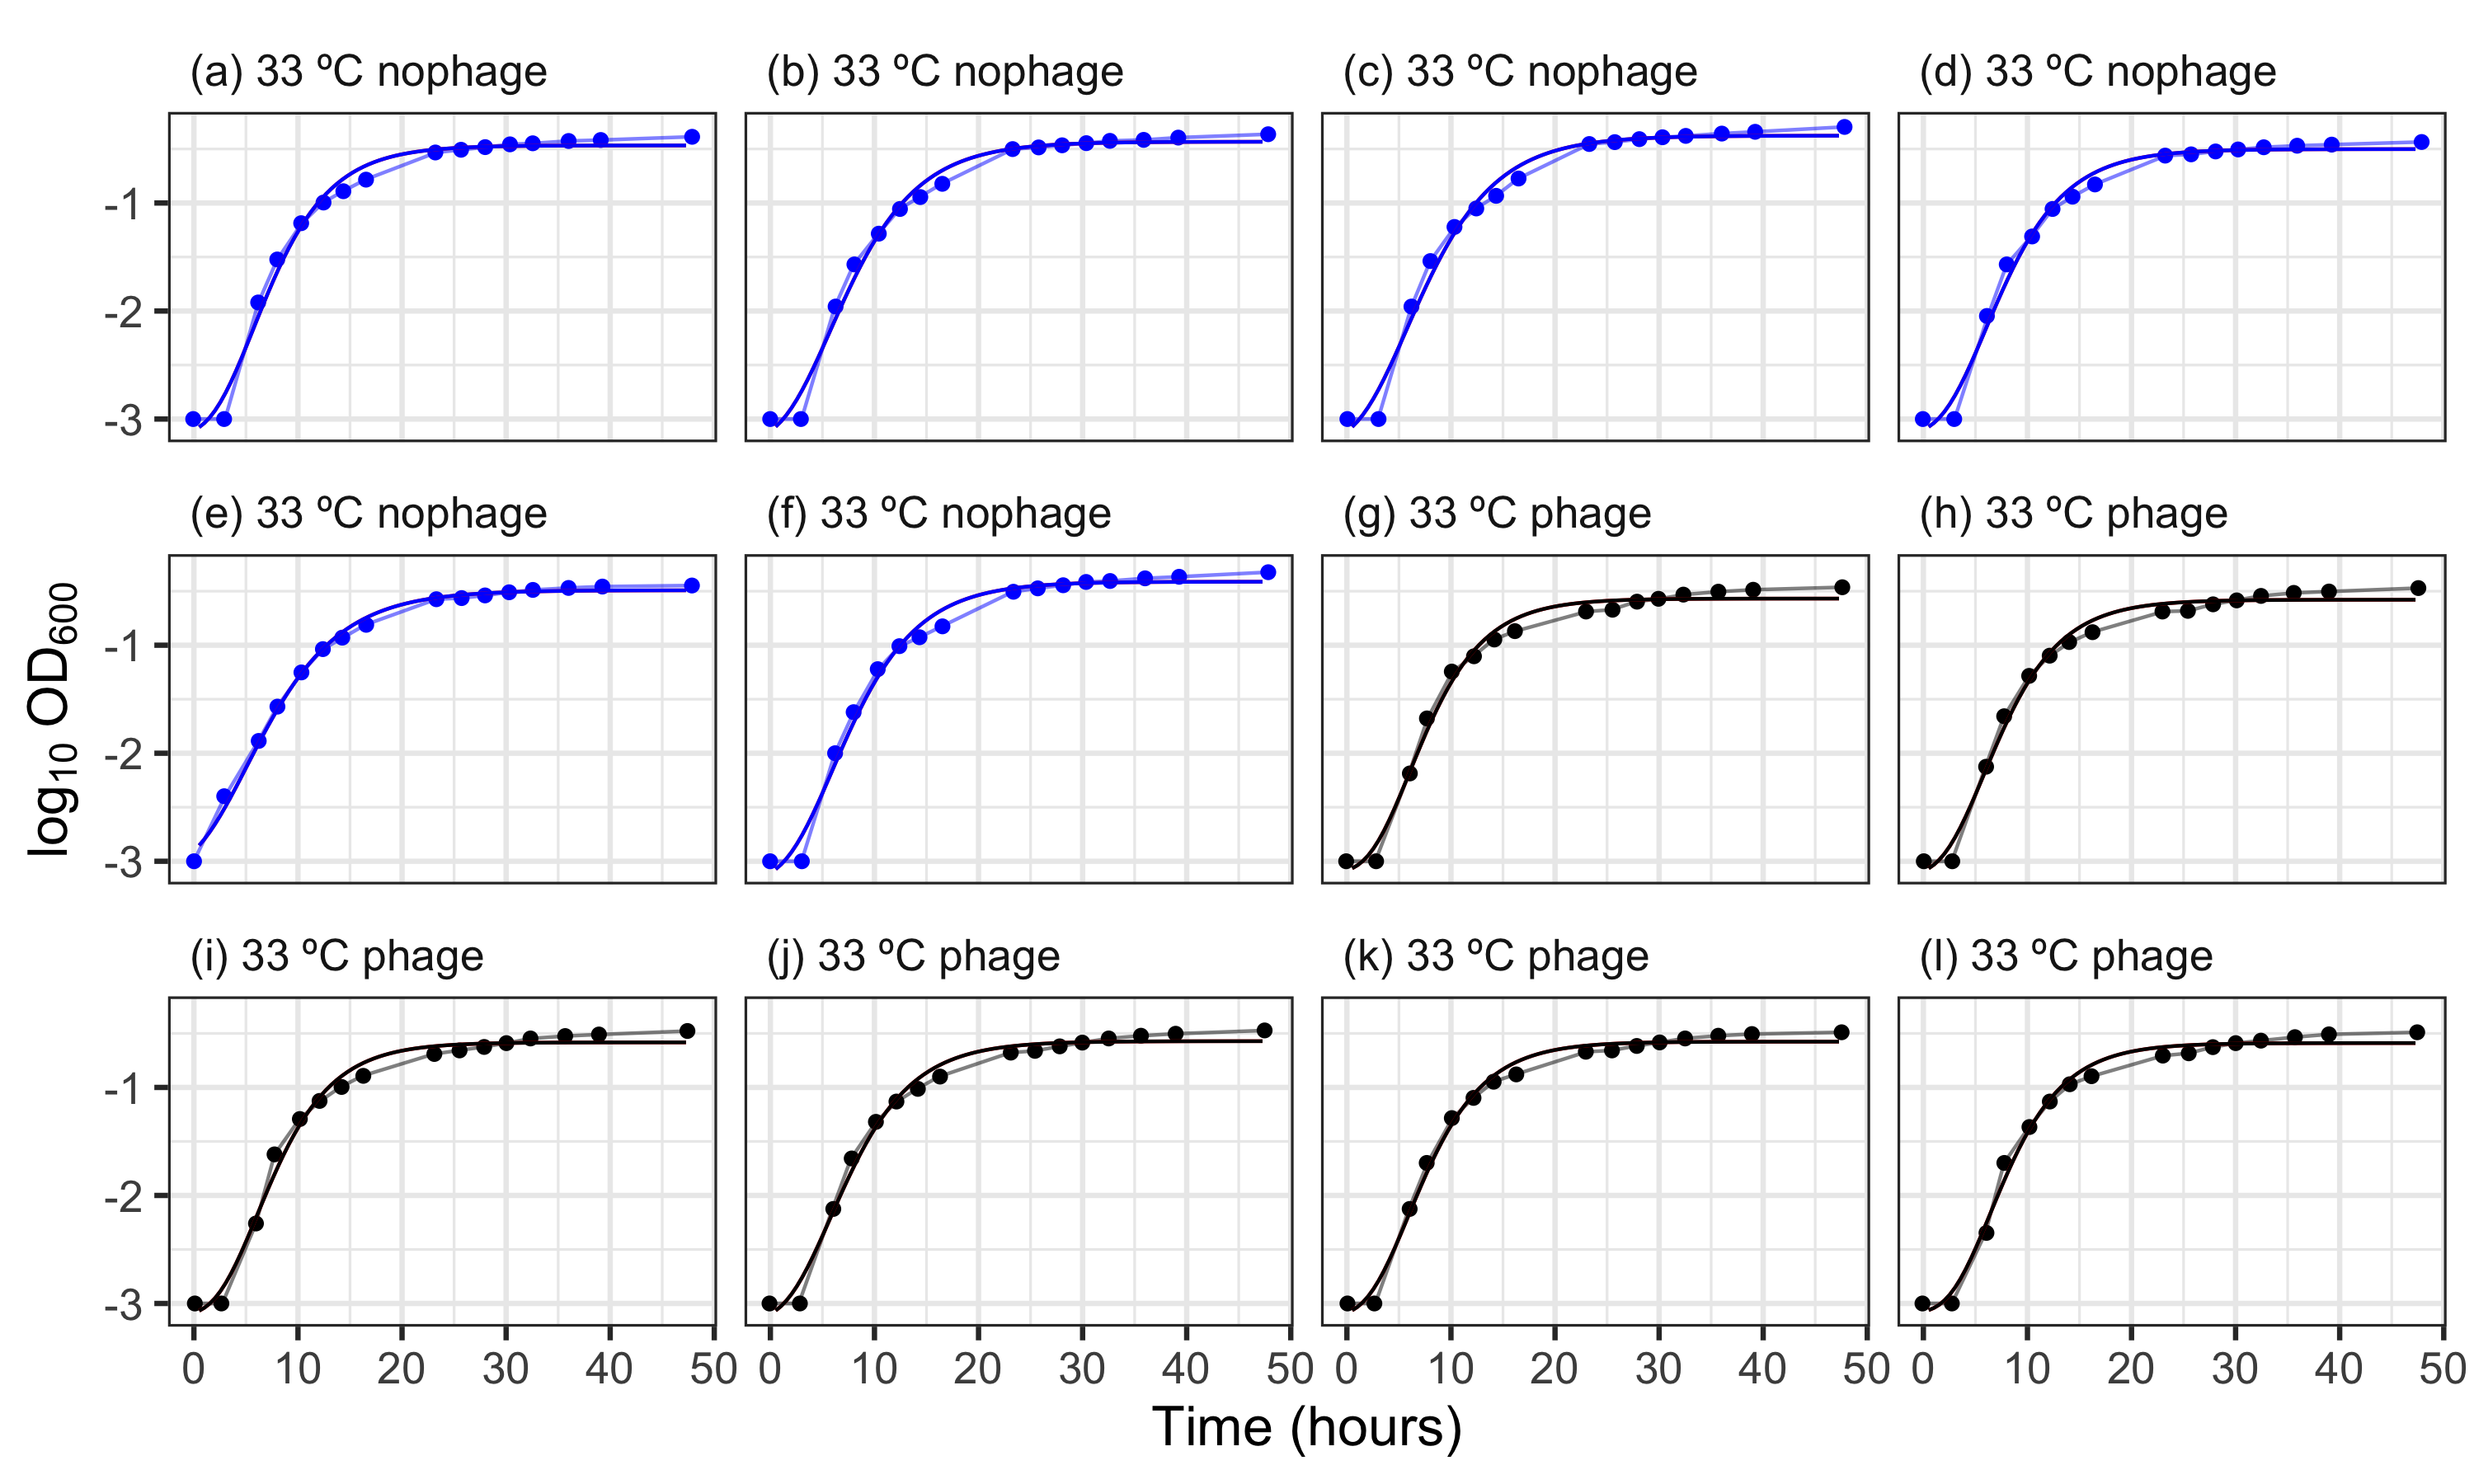 (a) 33 ºC nophage
(b) 33 ºC nophage
(c) 33 ºC nophage
(d) 33 ºC nophage
-1
-2
-3
(e) 33 ºC nophage
(f) 33 ºC nophage
(g) 33 ºC phage
(h) 33 ºC phage
-1
-2
-3
log10 OD600
(i) 33 ºC phage
(j) 33 ºC phage
(k) 33 ºC phage
(l) 33 ºC phage
-1
-2
-3
0 10 20 30 40 50
0 10 20 30 40 50
0 10 20 30 40 50
0 10 20 30 40 50
Time (hours)